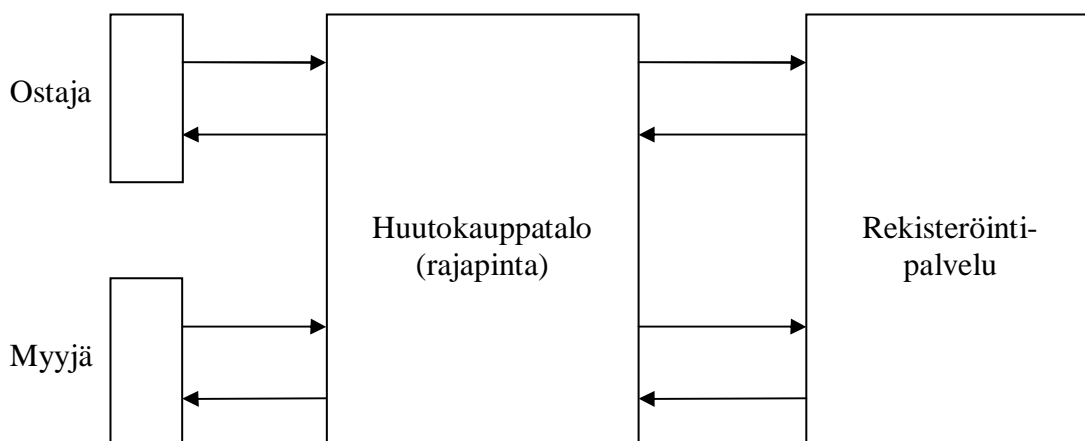 Ostaja
Huutokauppatalo
(rajapinta)
Rekisteröinti-
palvelu
Myyjä